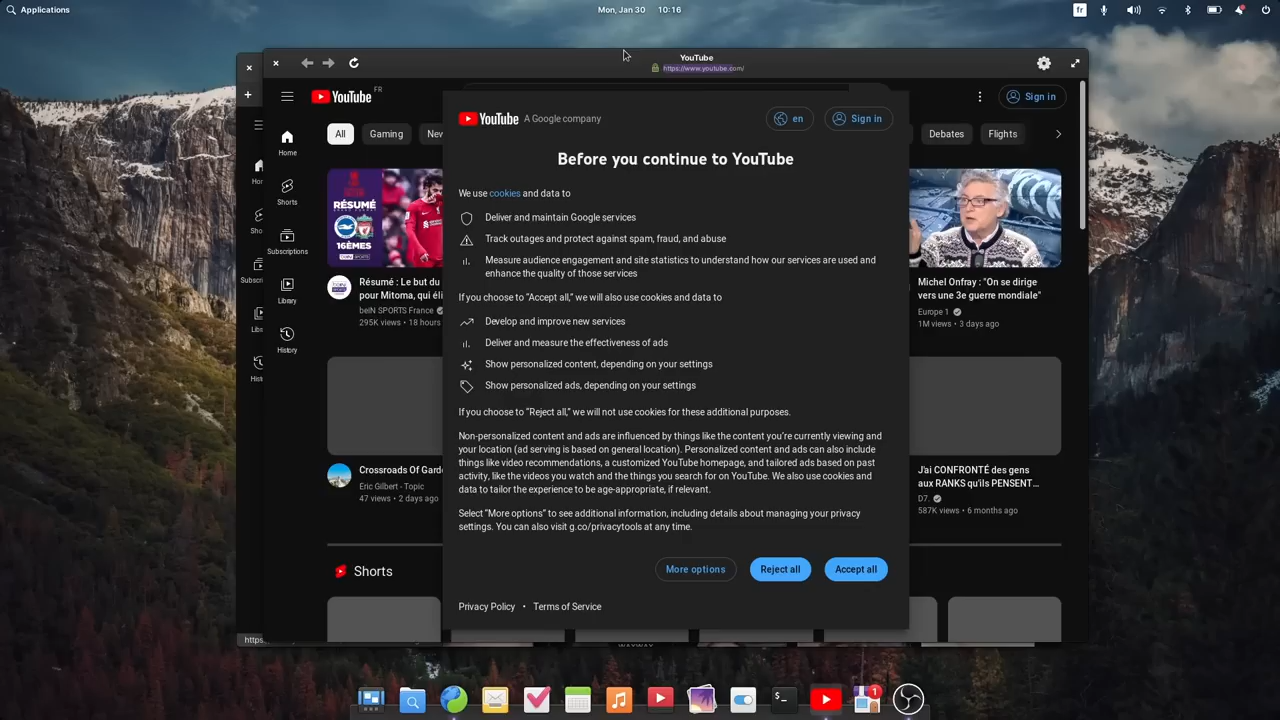 Applications
Mon, Jan 30 10:16
fr
YouTube
https://www.youtube.com/
YouTube FR
Sign in
All
Gaming
New
Debates
Flights
Home
Shorts
Subscriptions
Library
History
Hor
Sho
Subscri
Libr
Hist
https:
RÉSUMÉ
16ÈMES
Résumé : Le but du
pour Mitoma, qui éli
beIN SPORTS France
295K views • 18 hours
Michel Onfray : "On se dirige
vers une 3e guerre mondiale"
Europe 1
1M views • 3 days ago
Crossroads Of Gard
Eric Gilbert - Topic
47 views • 2 days ago
J'ai CONFRONTÉ des gens
aux RANKS qu'ils PENSENT…
D7.
587K views • 6 months ago
Shorts
YouTube A Google company
en
Sign in
Before you continue to YouTube
We use cookies and data to
Deliver and maintain Google services
Track outages and protect against spam, fraud, and abuse
Measure audience engagement and site statistics to understand how our services are used and
enhance the quality of those services
If you choose to “Accept all,” we will also use cookies and data to
Develop and improve new services
Deliver and measure the effectiveness of ads
Show personalized content, depending on your settings
Show personalized ads, depending on your settings
If you choose to “Reject all,” we will not use cookies for these additional purposes.
Non-personalized content and ads are influenced by things like the content you’re currently viewing and
your location (ad serving is based on general location). Personalized content and ads can also include
things like video recommendations, a customized YouTube homepage, and tailored ads based on past
activity, like the videos you watch and the things you search for on YouTube. We also use cookies and
data to tailor the experience to be age-appropriate, if relevant.
Select “More options” to see additional information, including details about managing your privacy
settings. You can also visit g.co/privacytools at any time.
More options
Reject all
Accept all
Privacy Policy • Terms of Service
1